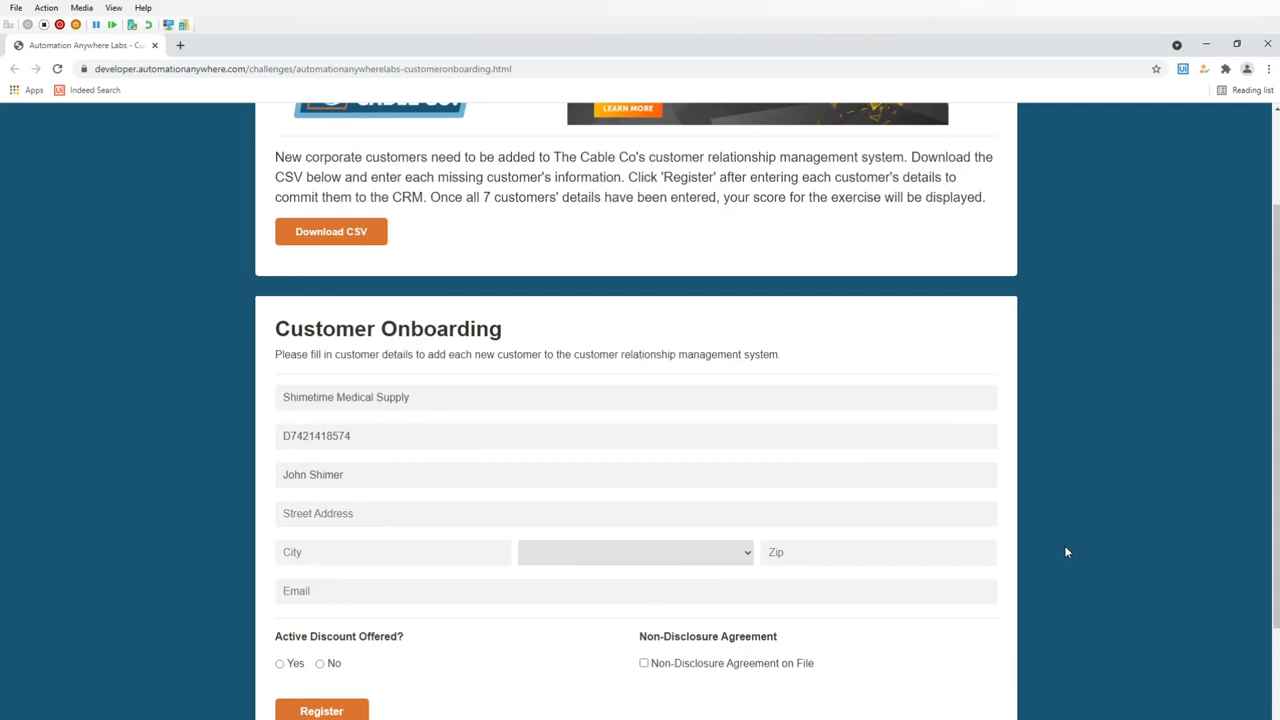 File Action Media View Help
Automation Anywhere Labs - Cu
developer.automationanywhere.com/challenges/automationanywherelabs-customeronboarding.html
Apps Indeed Search Reading list
CABLE CO.
LEARN MORE
New corporate customers need to be added to The Cable Co's customer relationship management system. Download the
CSV below and enter each missing customer's information. Click 'Register' after entering each customer's details to
commit them to the CRM. Once all 7 customers' details have been entered, your score for the exercise will be displayed.
Download CSV
Customer Onboarding
Please fill in customer details to add each new customer to the customer relationship management system.
Shimetime Medical Supply
D7421418574
John Shimer
Street Address
City Zip
Email
Active Discount Offered? Non-Disclosure Agreement
Yes No Non-Disclosure Agreement on File
Register